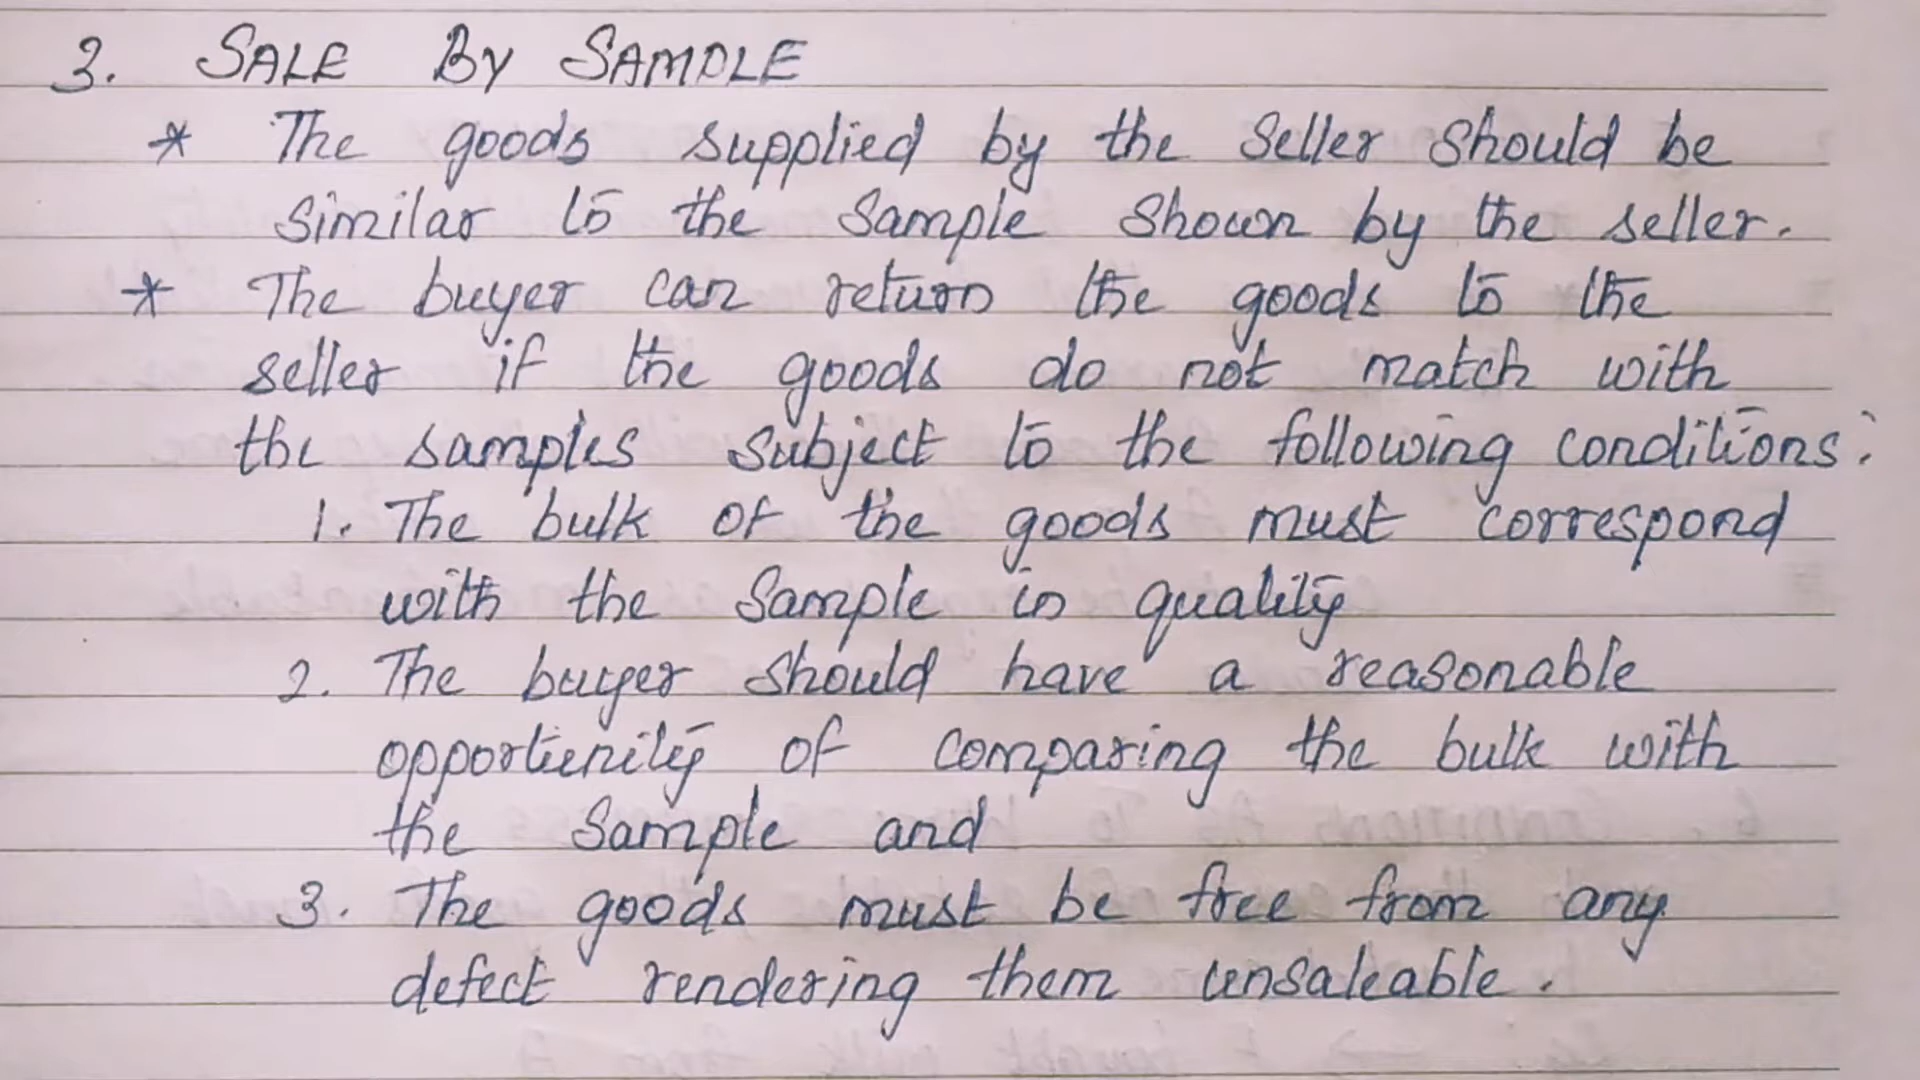 3. SALE BY SAMPLE
* The goods supplied by the seller should be
similar to the sample shown by the seller.
* The buyer can return the goods to the
seller if the goods do not match with
the samples subject to the following conditions:
1. The bulk of the goods must correspond
with the sample in quality
2. The buyer should have a reasonable
opportunity of comparing the bulk with
the sample and
3. The goods must be free from any
defect rendering them unsaleable.